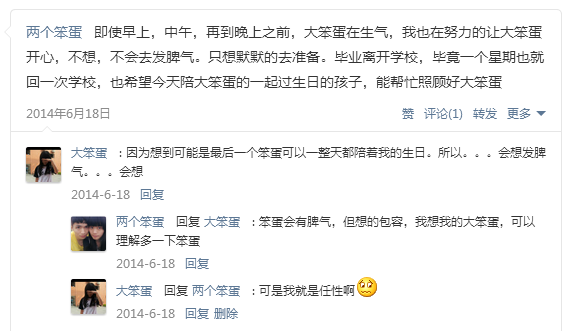 两个笨蛋 即使早上，中午，再到晚上之前，大笨蛋在生气，我也在努力的让大笨蛋
开心，不想，不会去发脾气。只想默默的去准备。毕业离开学校，毕竟一个星期也就
回一次学校，也希望今天陪大笨蛋的一起过生日的孩子，能帮忙照顾好大笨蛋
2014年6月18日 赞 评论(1) 转发 更多
大笨蛋 : 因为想到可能是最后一个笨蛋可以一整天都陪着我的生日。所以。。。会想发脾
气。。。会想
2014-6-18 回复
两个笨蛋 回复 大笨蛋 : 笨蛋会有脾气，但想的包容，我想我的大笨蛋，可以
理解多一下笨蛋
2014-6-18 回复
大笨蛋 回复 两个笨蛋 : 可是我就是任性啊
2014-6-18 回复 删除